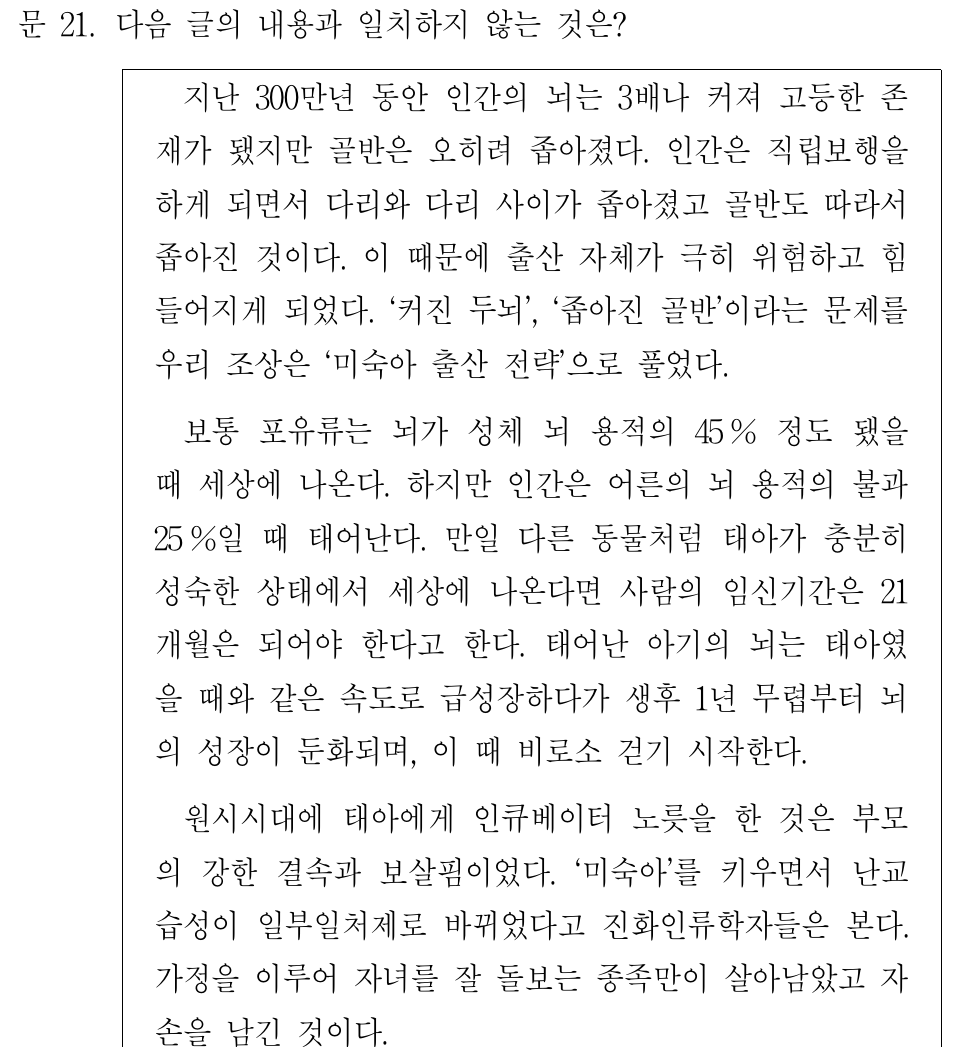 문 21. 다음 글의 내용과 일치하지 않는 것은?
지난 300만년 동안 인간의 뇌는 3배나 커져 고등한 존
재가 됐지만 골반은 오히려 좁아졌다. 인간은 직립보행을
하게 되면서 다리와 다리 사이가 좁아졌고 골반도 따라서
좁아진 것이다. 이 때문에 출산 자체가 극히 위험하고 힘
들어지게 되었다. ‘커진 두뇌’, ‘좁아진 골반’이라는 문제를
우리 조상은 ‘미숙아 출산 전략’으로 풀었다.
보통 포유류는 뇌가 성체 뇌 용적의 45% 정도 됐을
때 세상에 나온다. 하지만 인간은 어른의 뇌 용적의 불과
25%일 때 태어난다. 만일 다른 동물처럼 태아가 충분히
성숙한 상태에서 세상에 나온다면 사람의 임신기간은 21
개월은 되어야 한다고 한다. 태어난 아기의 뇌는 태아였
을 때와 같은 속도로 급성장하다가 생후 1년 무렵부터 뇌
의 성장이 둔화되며, 이 때 비로소 걷기 시작한다.
원시시대에 태아에게 인큐베이터 노릇을 한 것은 부모
의 강한 결속과 보살핌이었다. ‘미숙아’를 키우면서 난교
습성이 일부일처제로 바뀌었다고 진화인류학자들은 본다.
가정을 이루어 자녀를 잘 돌보는 종족만이 살아남았고 자
손을 남긴 것이다.